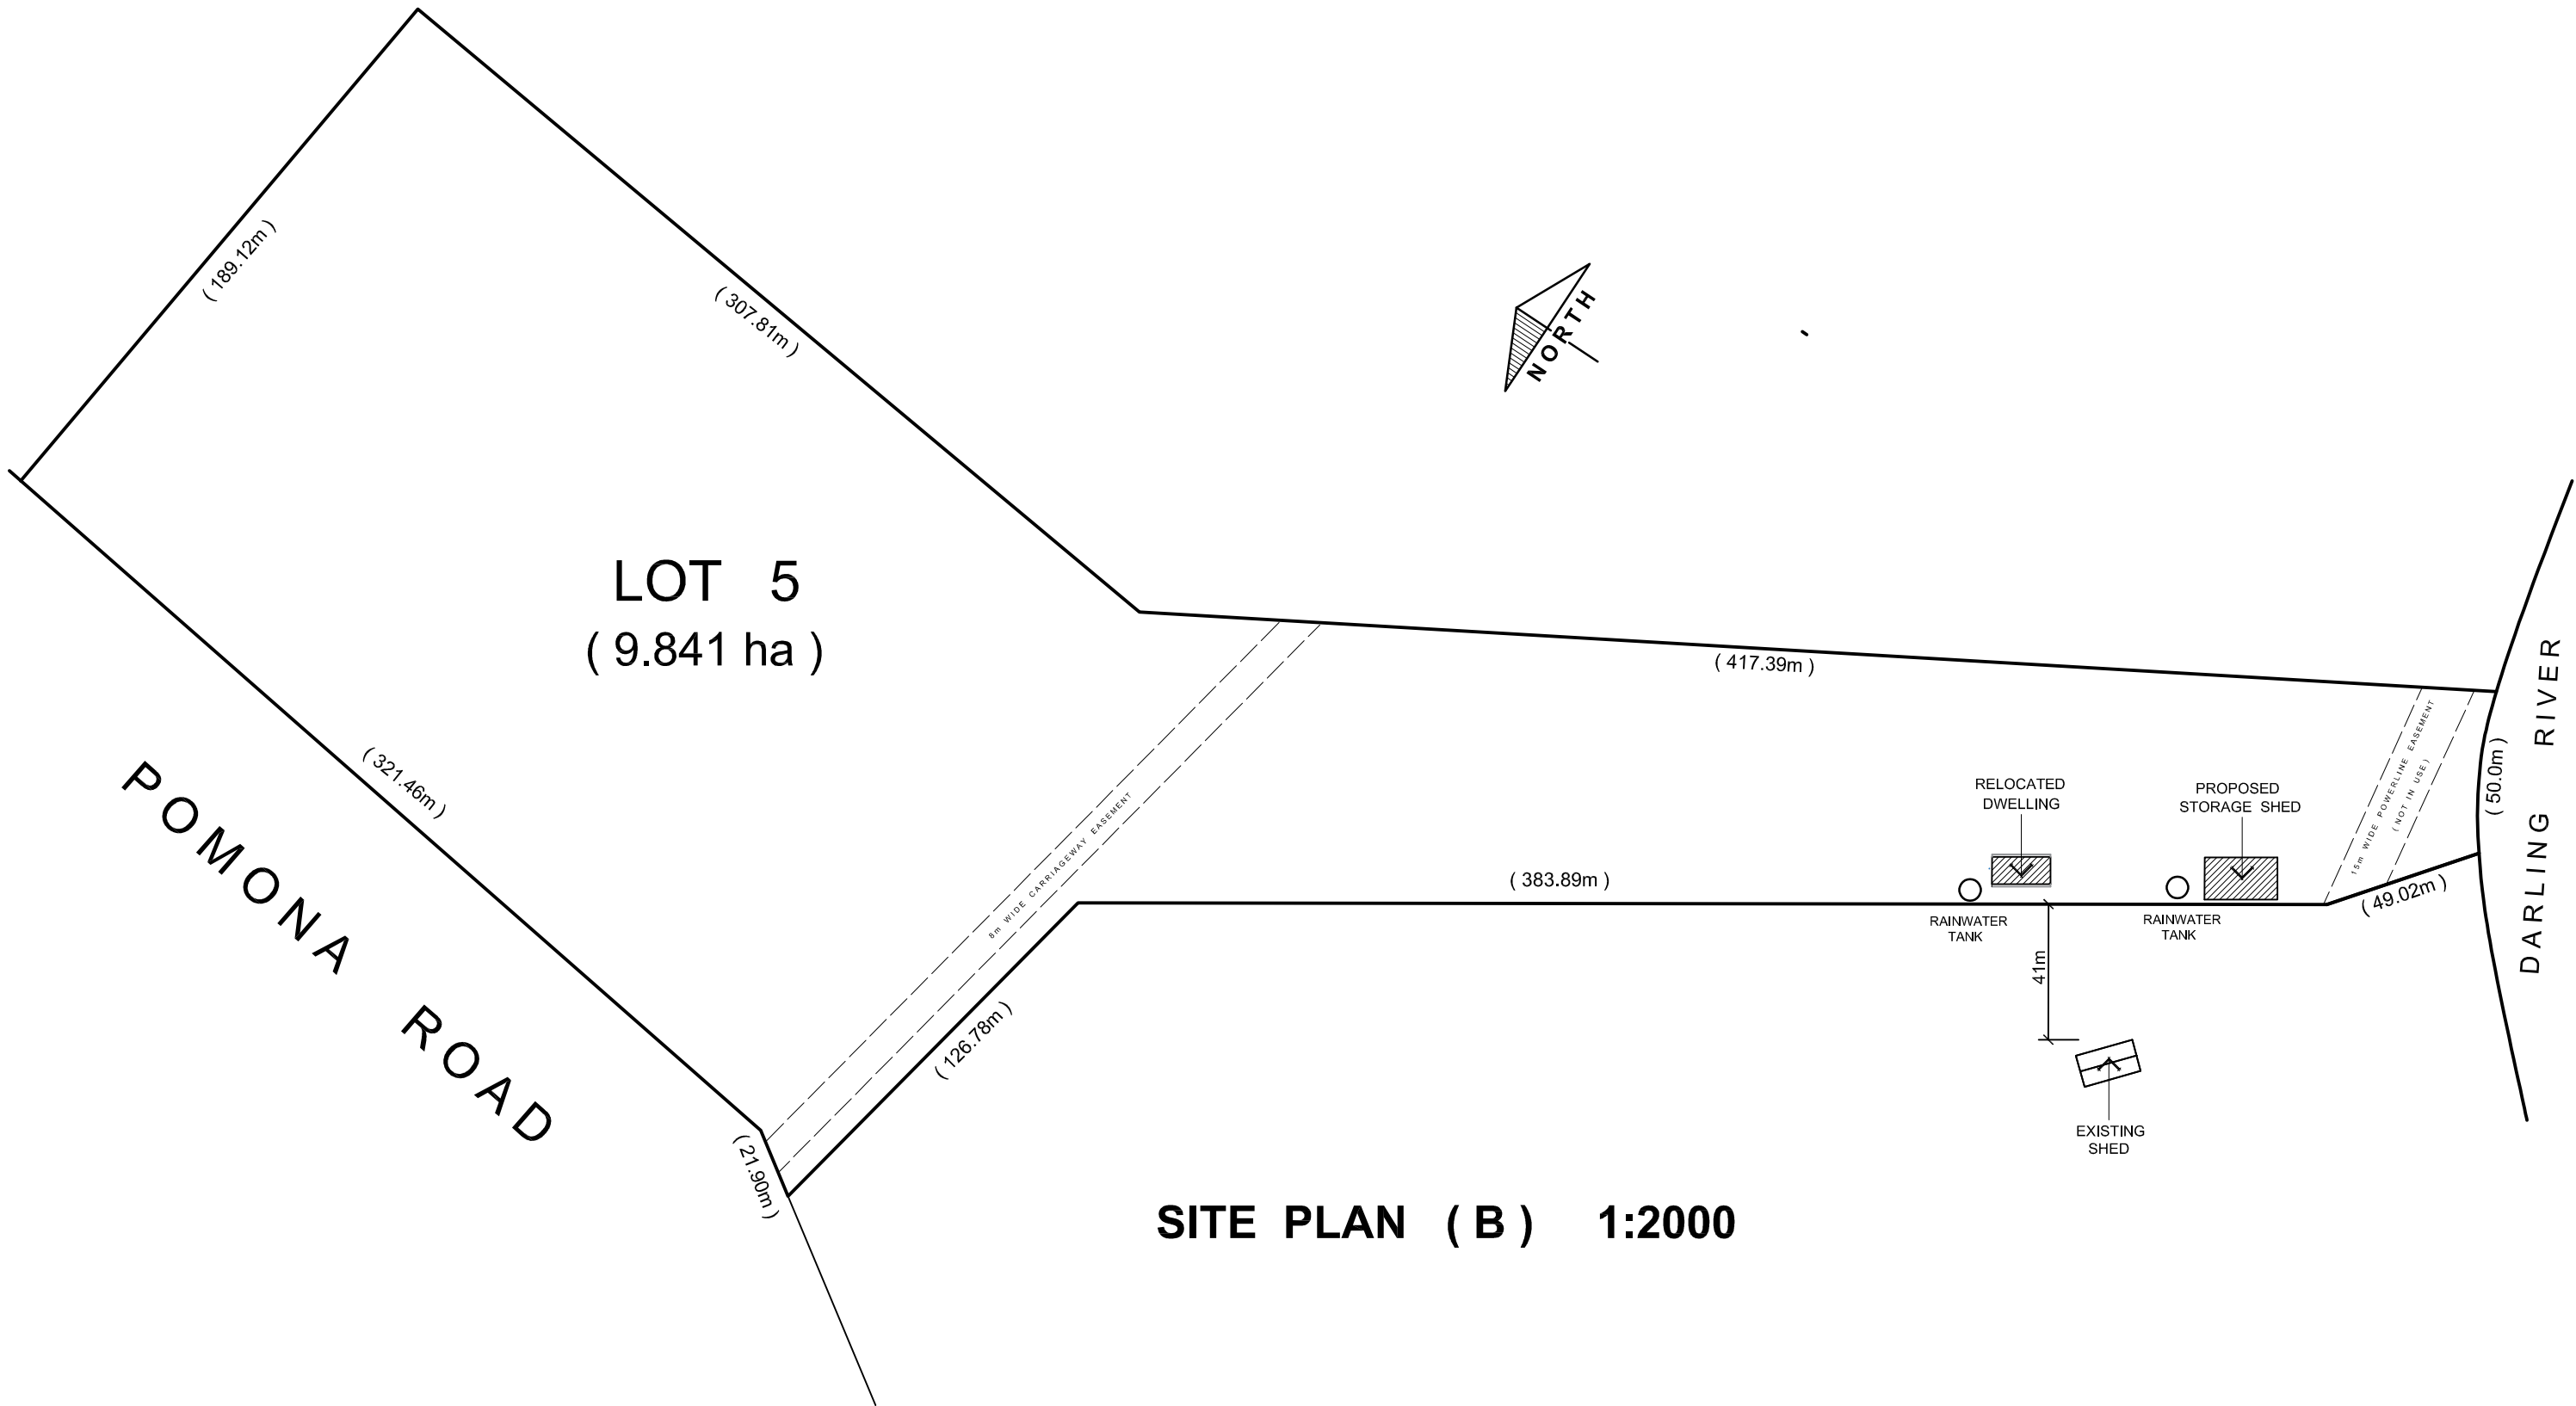 ( 189.12m )
( 307.81m )
NORTH
LOT 5
( 9.841 ha )
( 417.39m )
DARLING RIVER
( 50.0m )
15m WIDE POWERLINE EASEMENT
( NOT IN USE )
( 321.46m )
POMONA ROAD
8m WIDE CARRIAGEWAY EASEMENT
RELOCATED
DWELLING
PROPOSED
STORAGE SHED
( 383.89m )
( 49.02m )
RAINWATER
TANK
RAINWATER
TANK
41m
( 126.78m )
EXISTING
SHED
( 21.90m )
SITE PLAN ( B ) 1:2000